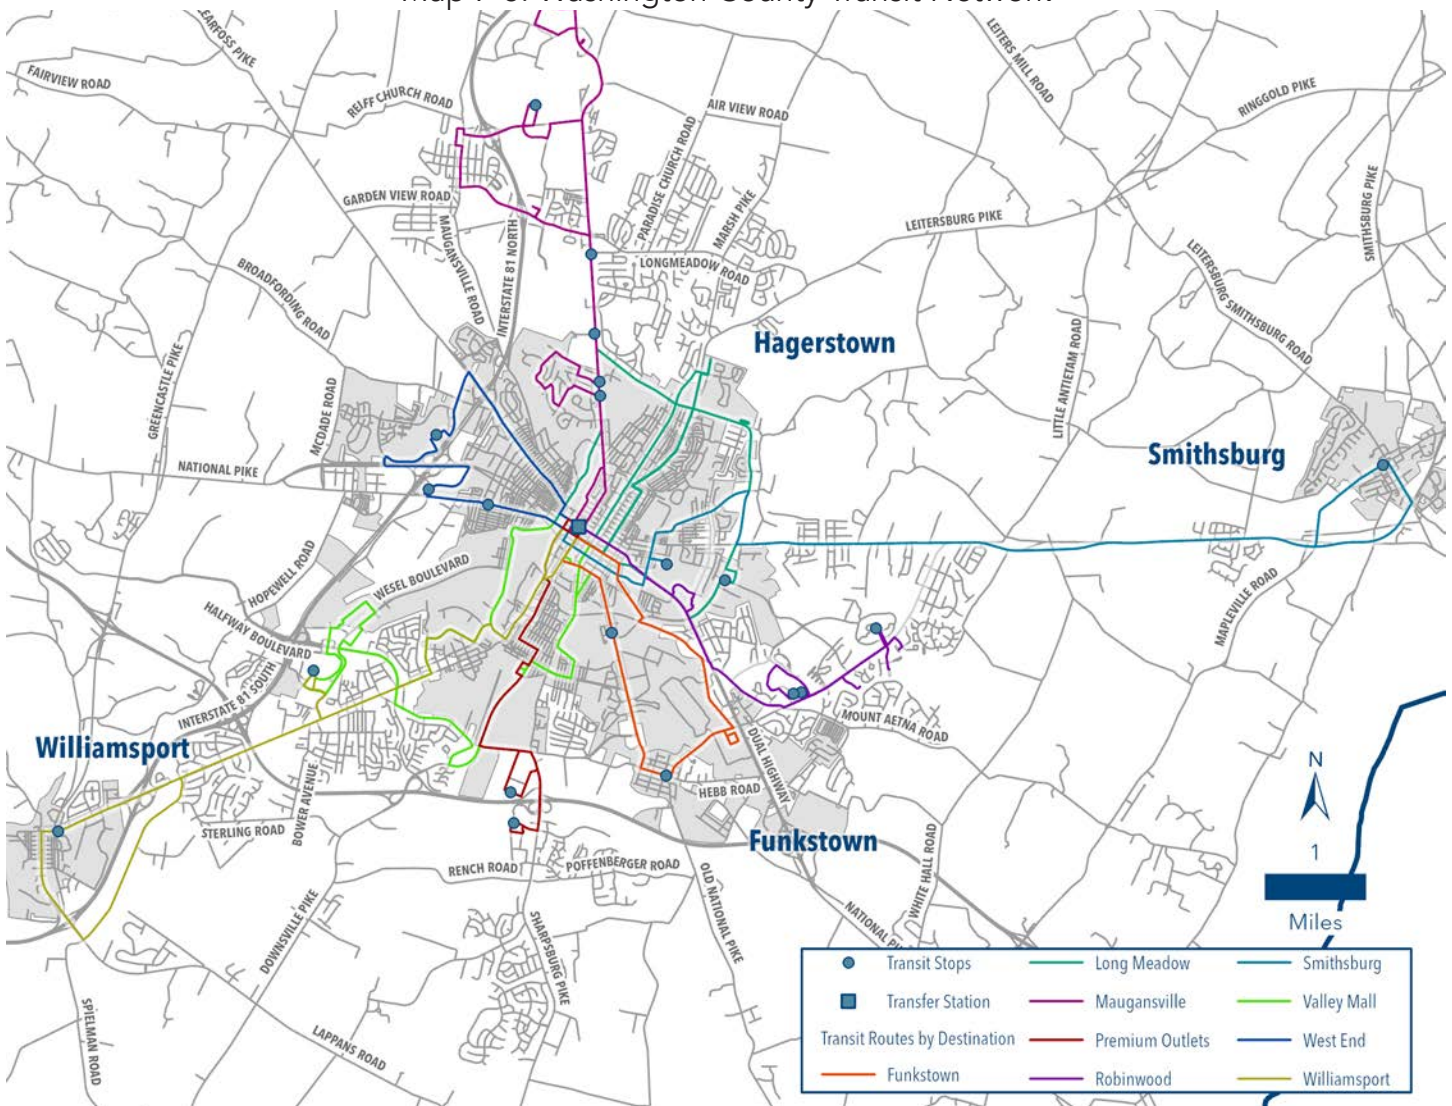 Washington County Transit Network
EARFOSS PIKE
FAIRVIEW ROAD
REIFF CHURCH ROAD
LEITERS MILL ROAD
AIR VIEW ROAD
RINGGOLD PIKE
PARADISE CHURCH ROAD
GARDEN VIEW ROAD
MARSH PIKE
SMITHSBURG PIKE
LEITERSBURG PIKE
MAUGANSVILLE ROAD
INTERSTATE 81 NORTH
LONGMEADOW ROAD
BROADFORDING ROAD
LEITERSBURG SMITHSBURG ROAD
Hagerstown
GREENCASTLE PIKE
MCDADE ROAD
LITTLE ANTIETAM ROAD
Smithsburg
NATIONAL PIKE
HOPEWELL ROAD
WESEL BOULEVARD
MAPLEVILLE ROAD
HALFWAY BOULEVARD
INTERSTATE 81 SOUTH
Williamsport
MOUNT AETNA ROAD
DUAL HIGHWAY
N
HEBB ROAD
BOWER AVENUE
STERLING ROAD
Funkstown
1
Miles
RENCH ROAD
POFFENBERGER ROAD
WHITE HALL ROAD
OLD NATIONAL PIKE
DOWNSVILLE PIKE
SHARPSBURG PIKE
NATIONAL PI
SPIELMAN ROAD
LAPPANS ROAD
Transit Stops
Transfer Station
Transit Routes by Destination
Funkstown
Long Meadow
Maugansville
Premium Outlets
Robinwood
Smithsburg
Valley Mall
West End
Williamsport